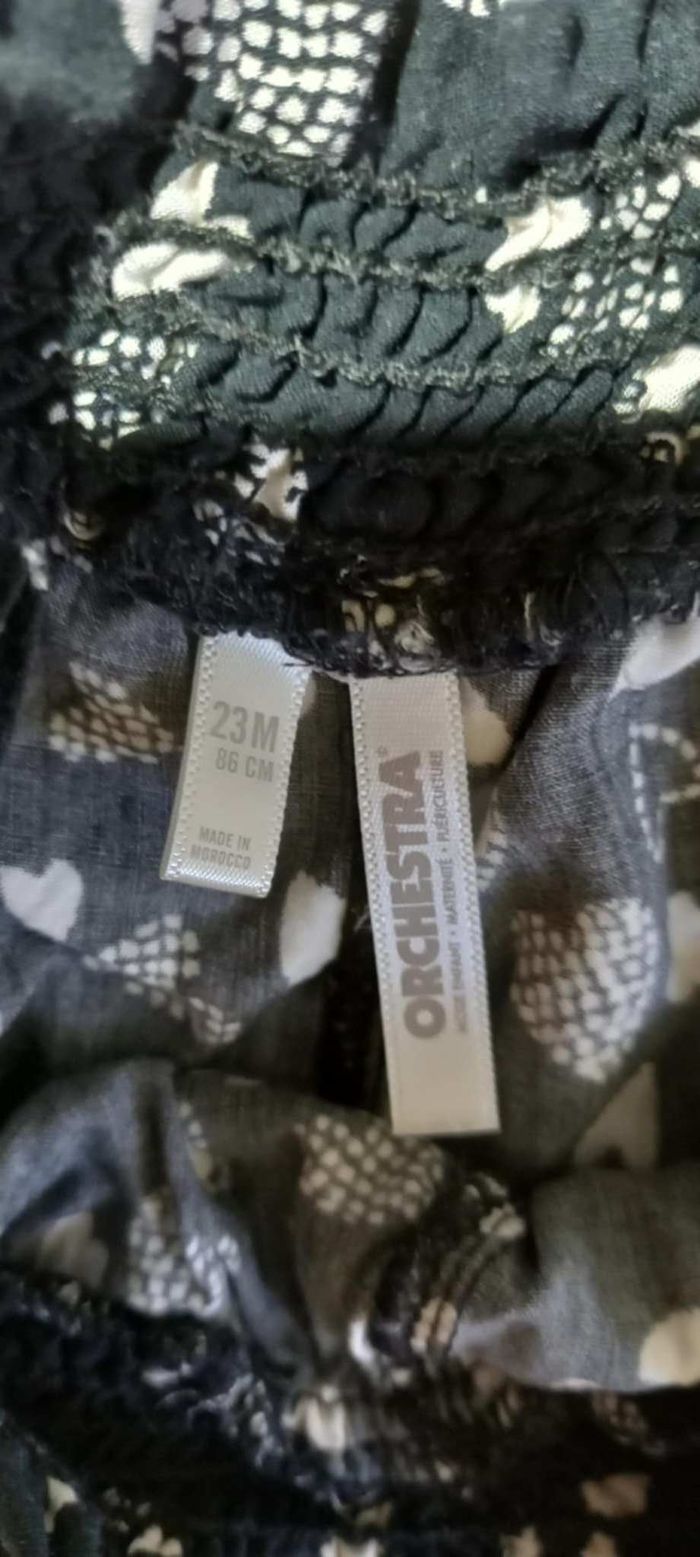 23M
86 CM
MADE IN
MOROCCO
ORCHESTRA®
MODE ENFANT • MATERNITÉ • PUÉRICULTURE